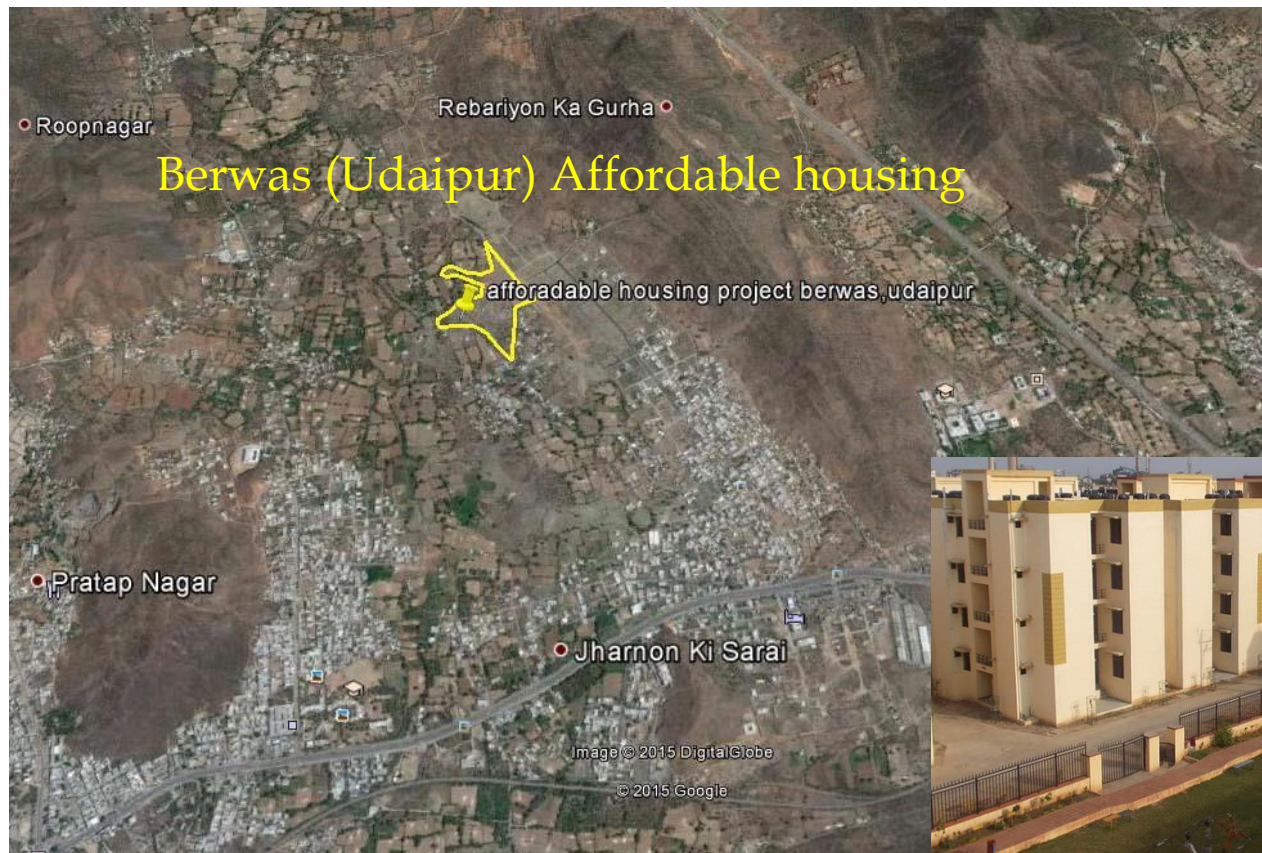 Rebariyon Ka Gurha
Roopnagar
Berwas (Udaipur) Affordable housing
afforadable housing project berwas,udaipur
Pratap Nagar
Jharnon Ki Sarai
Image © 2015 DigitalGlobe
© 2015 Google